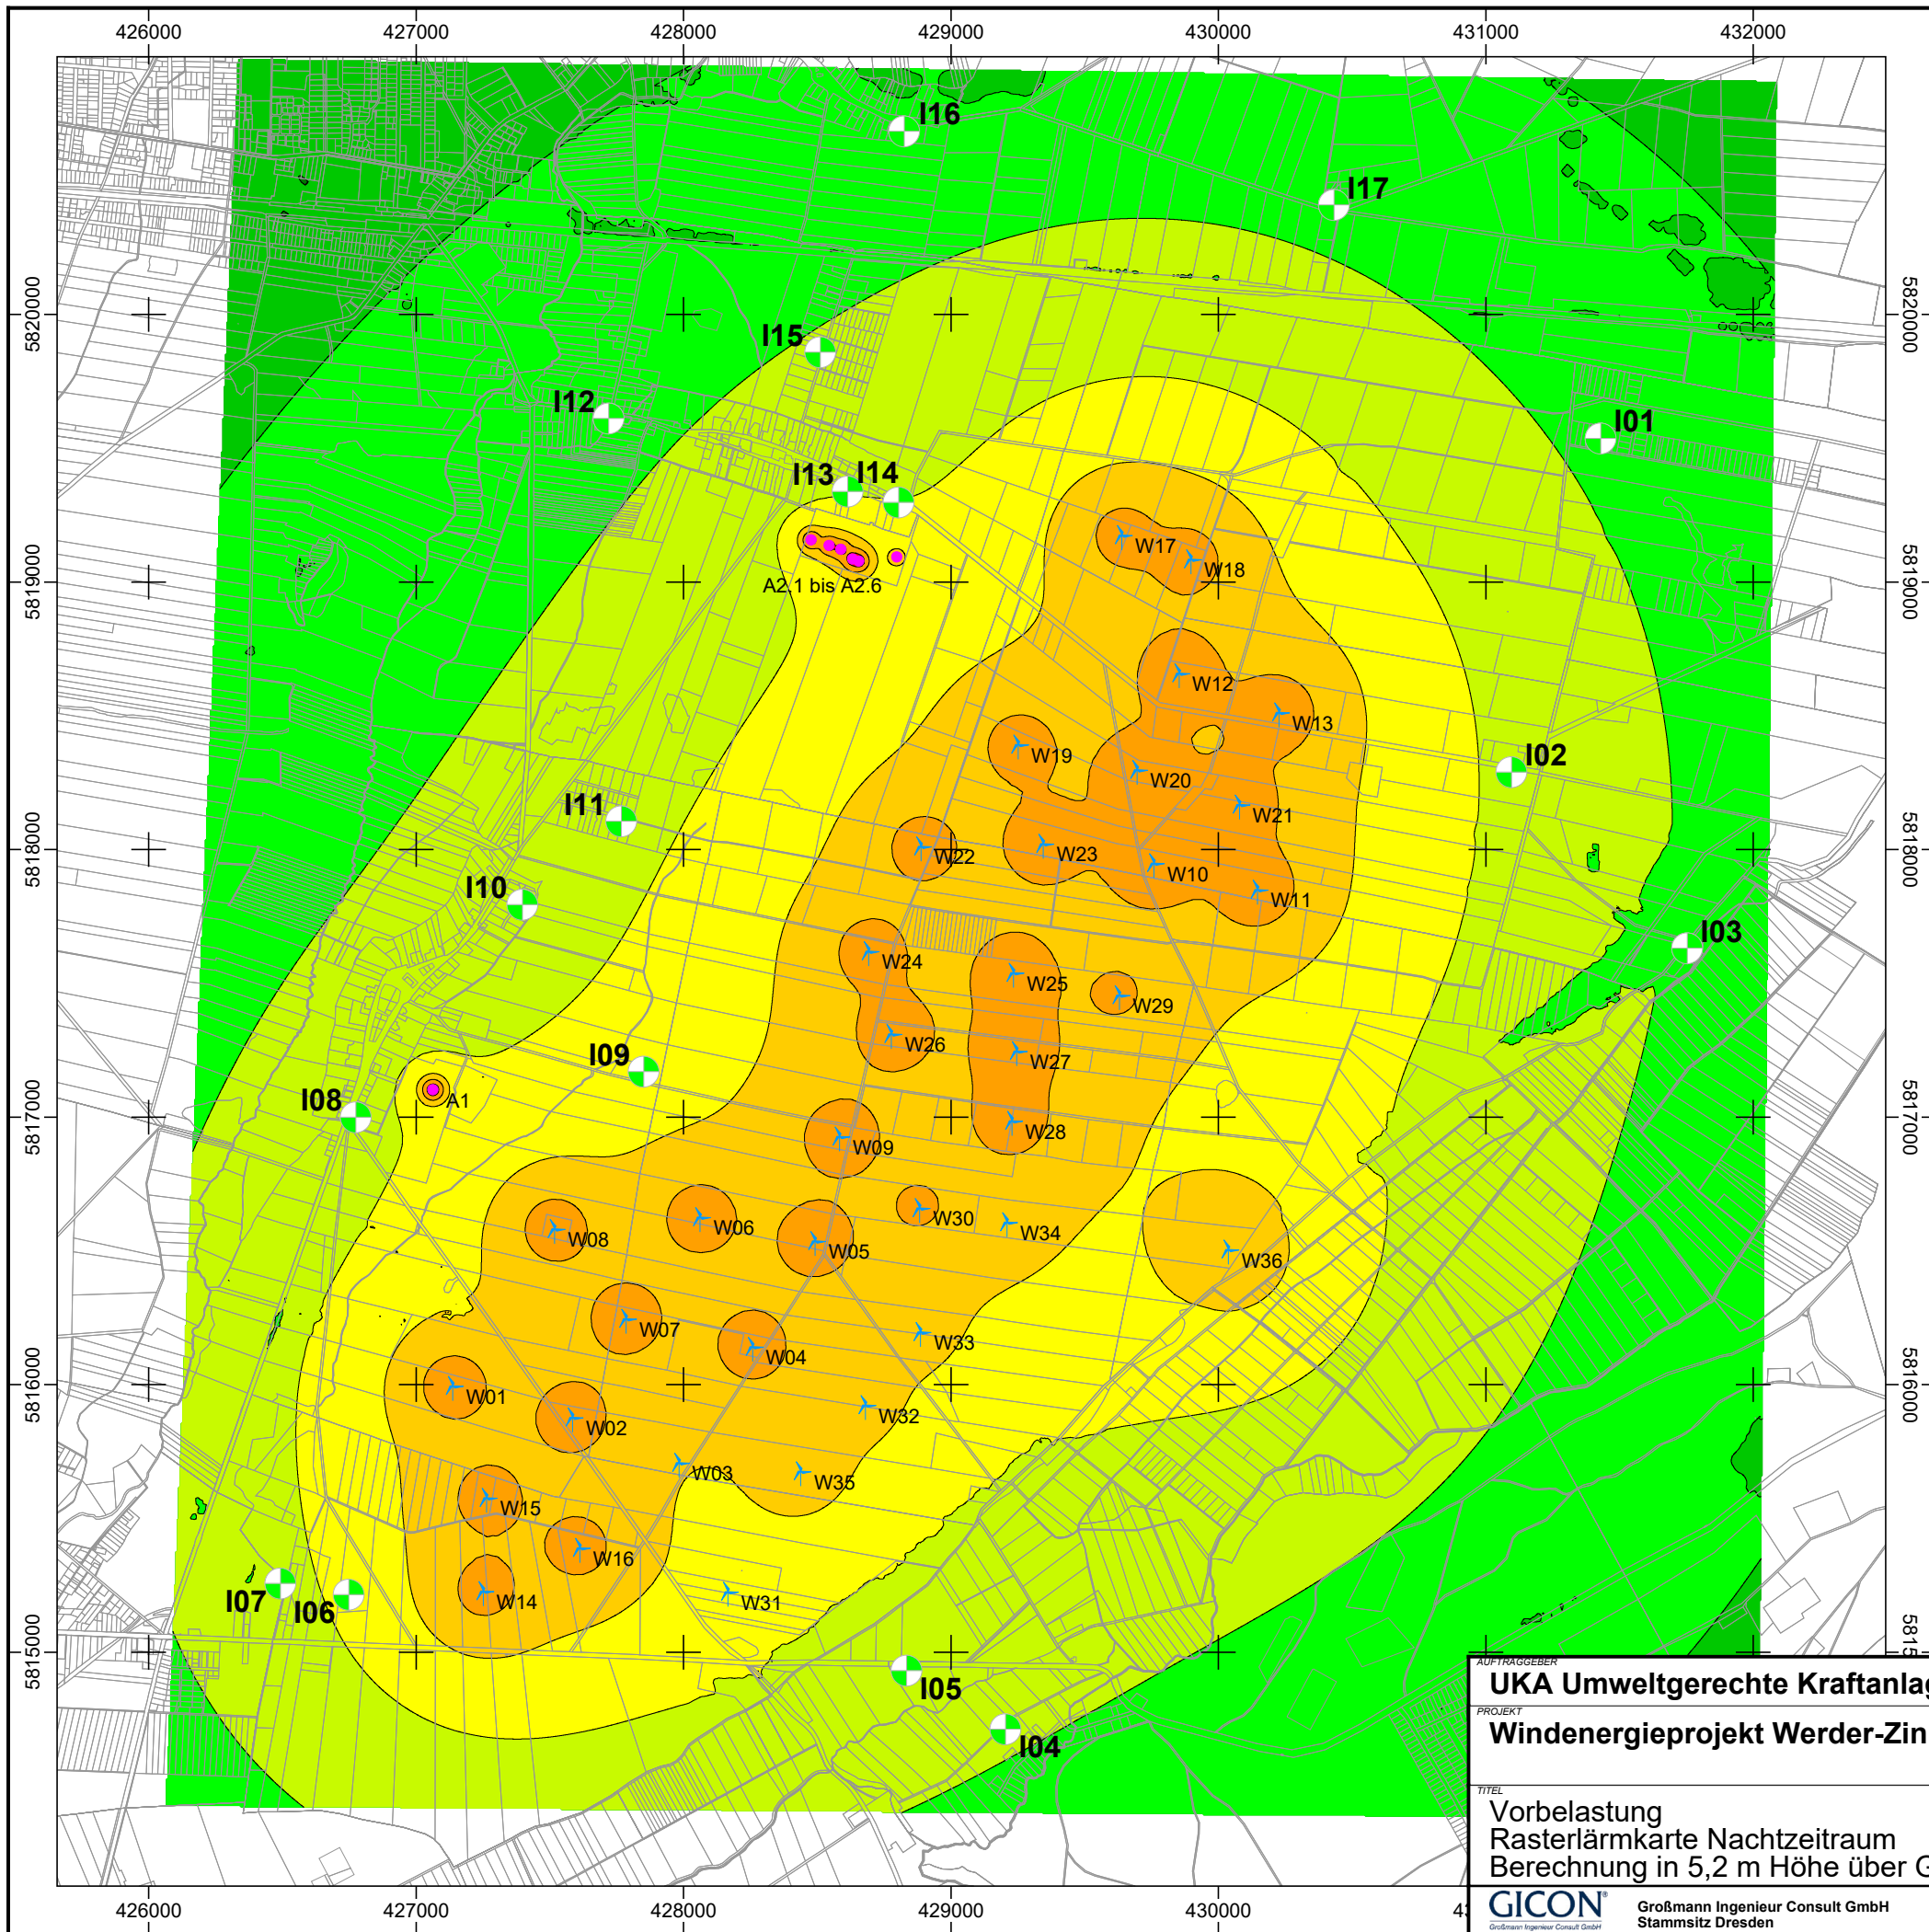 426000 427000 428000 429000 430000 431000 432000
I16
I17
5820000 5820000
I15
I12
I01
I13 I14
W17
W18
A2.1 bis A2.6
5819000 5819000
W12
W13
W19
I02
W20
I11
W21
W22 W23
W10
5818000 5818000
I10
W11
I03
W24
W25
W29
W26
W27
I09
A1
I08
W28
5817000 5817000
W09
W30
W06
W34
W08
W05
W36
W07
W33
W04
W01
5816000 5816000
W32
W02
W03
W35
W15
W16
I07
I06
W14
W31
5815000 5815
I05
I04
AUFTRAGGEBER
UKA Umweltgerechte Kraftanlag
PROJEKT
Windenergieprojekt Werder-Zin
TITEL
Vorbelastung
Rasterlärmkarte Nachtzeitraum
Berechnung in 5,2 m Höhe über G
GICON®
Großmann Ingenieur Consult GmbH
Großmann Ingenieur Consult GmbH
Stammsitz Dresden
426000 427000 428000 429000 430000